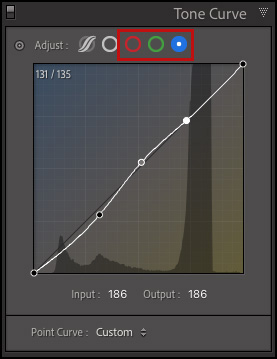 Tone Curve
Adjust :
131 / 135
Input : 186 Output : 186
Point Curve : Custom